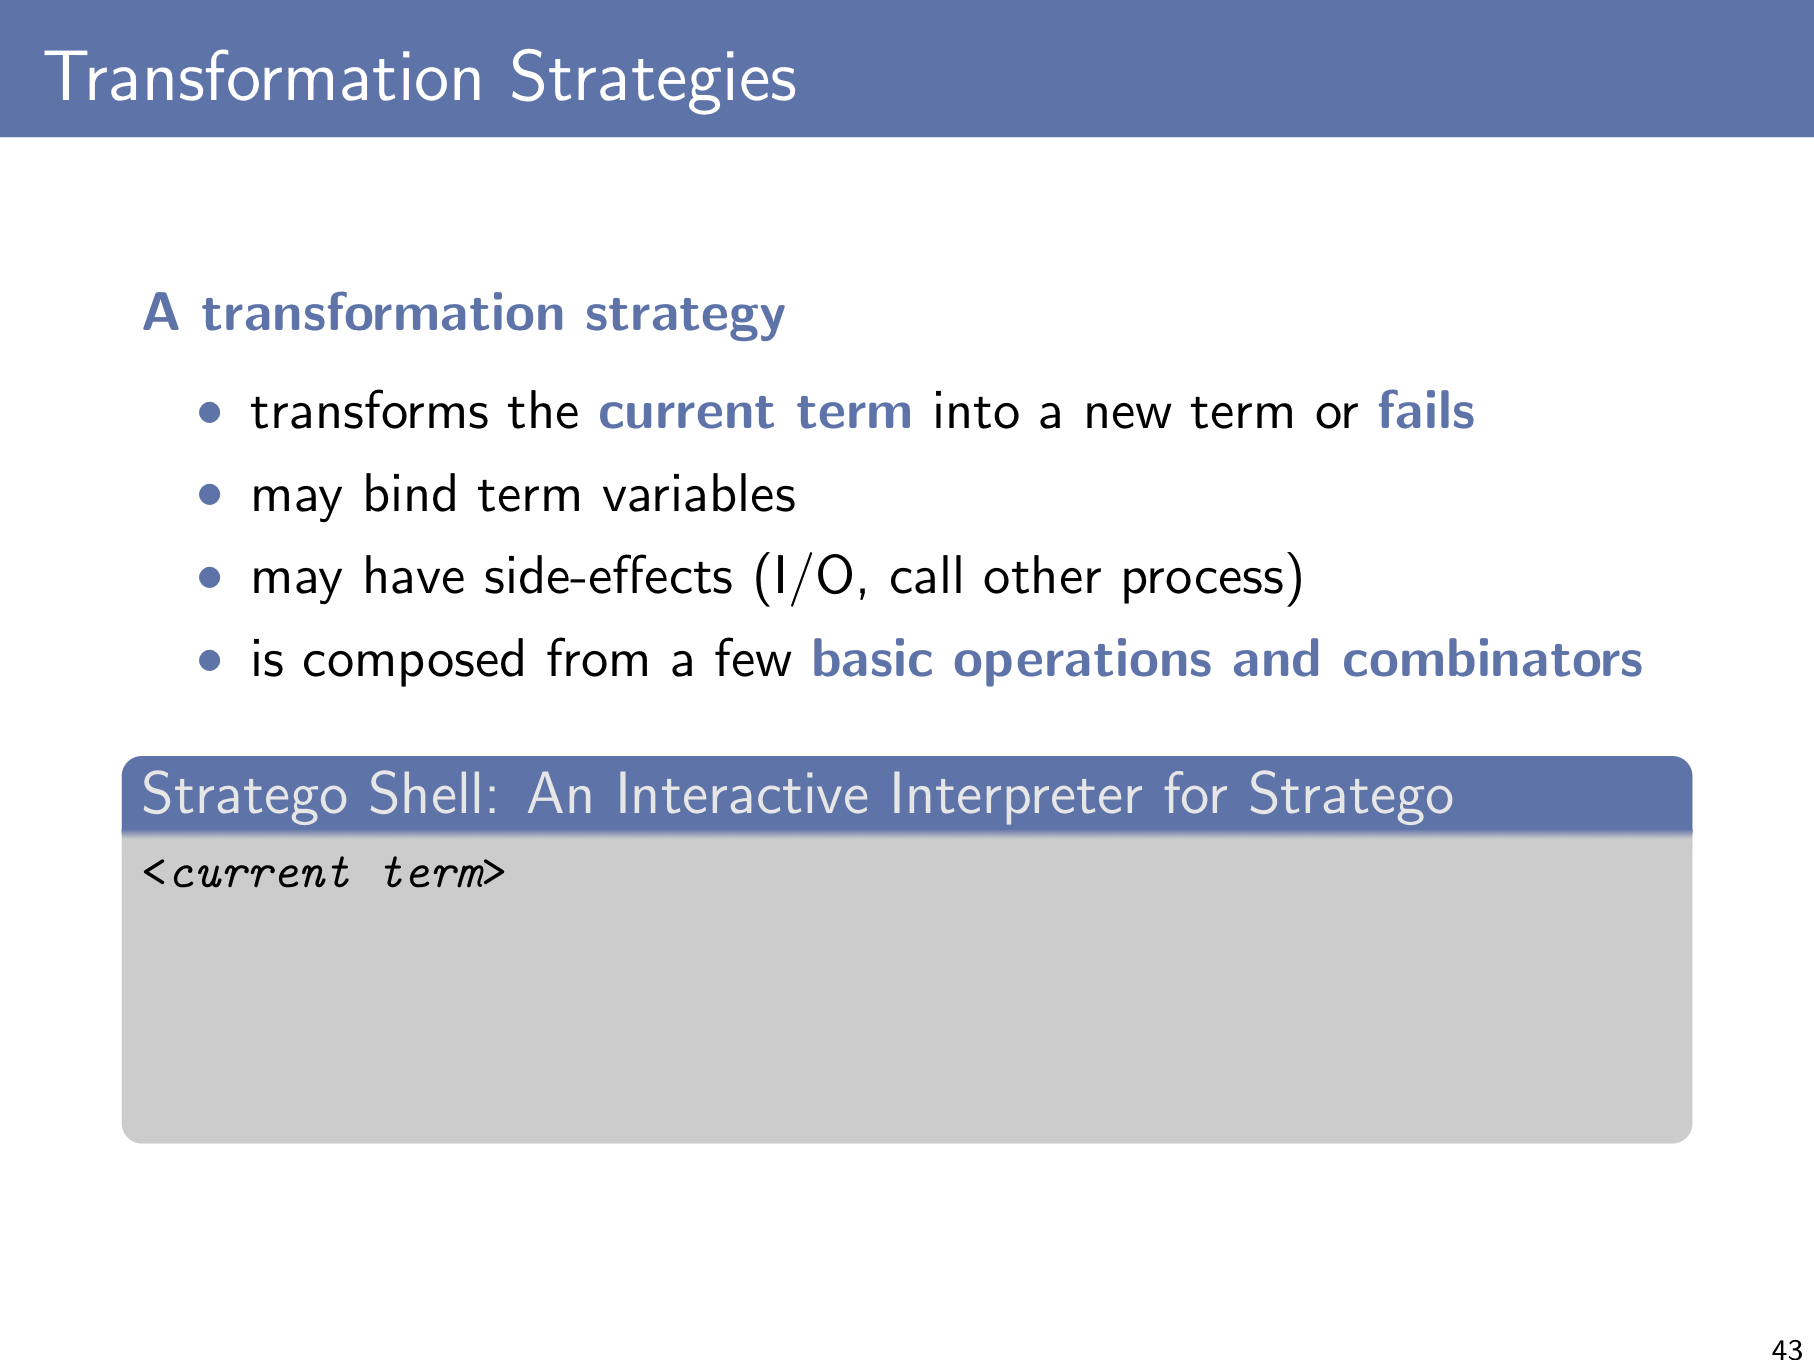 Transformation Strategies
A transformation strategy
• transforms the current term into a new term or fails
• may bind term variables
• may have side-effects (I/O, call other process)
• is composed from a few basic operations and combinators
Stratego Shell: An Interactive Interpreter for Stratego
<current term>
43